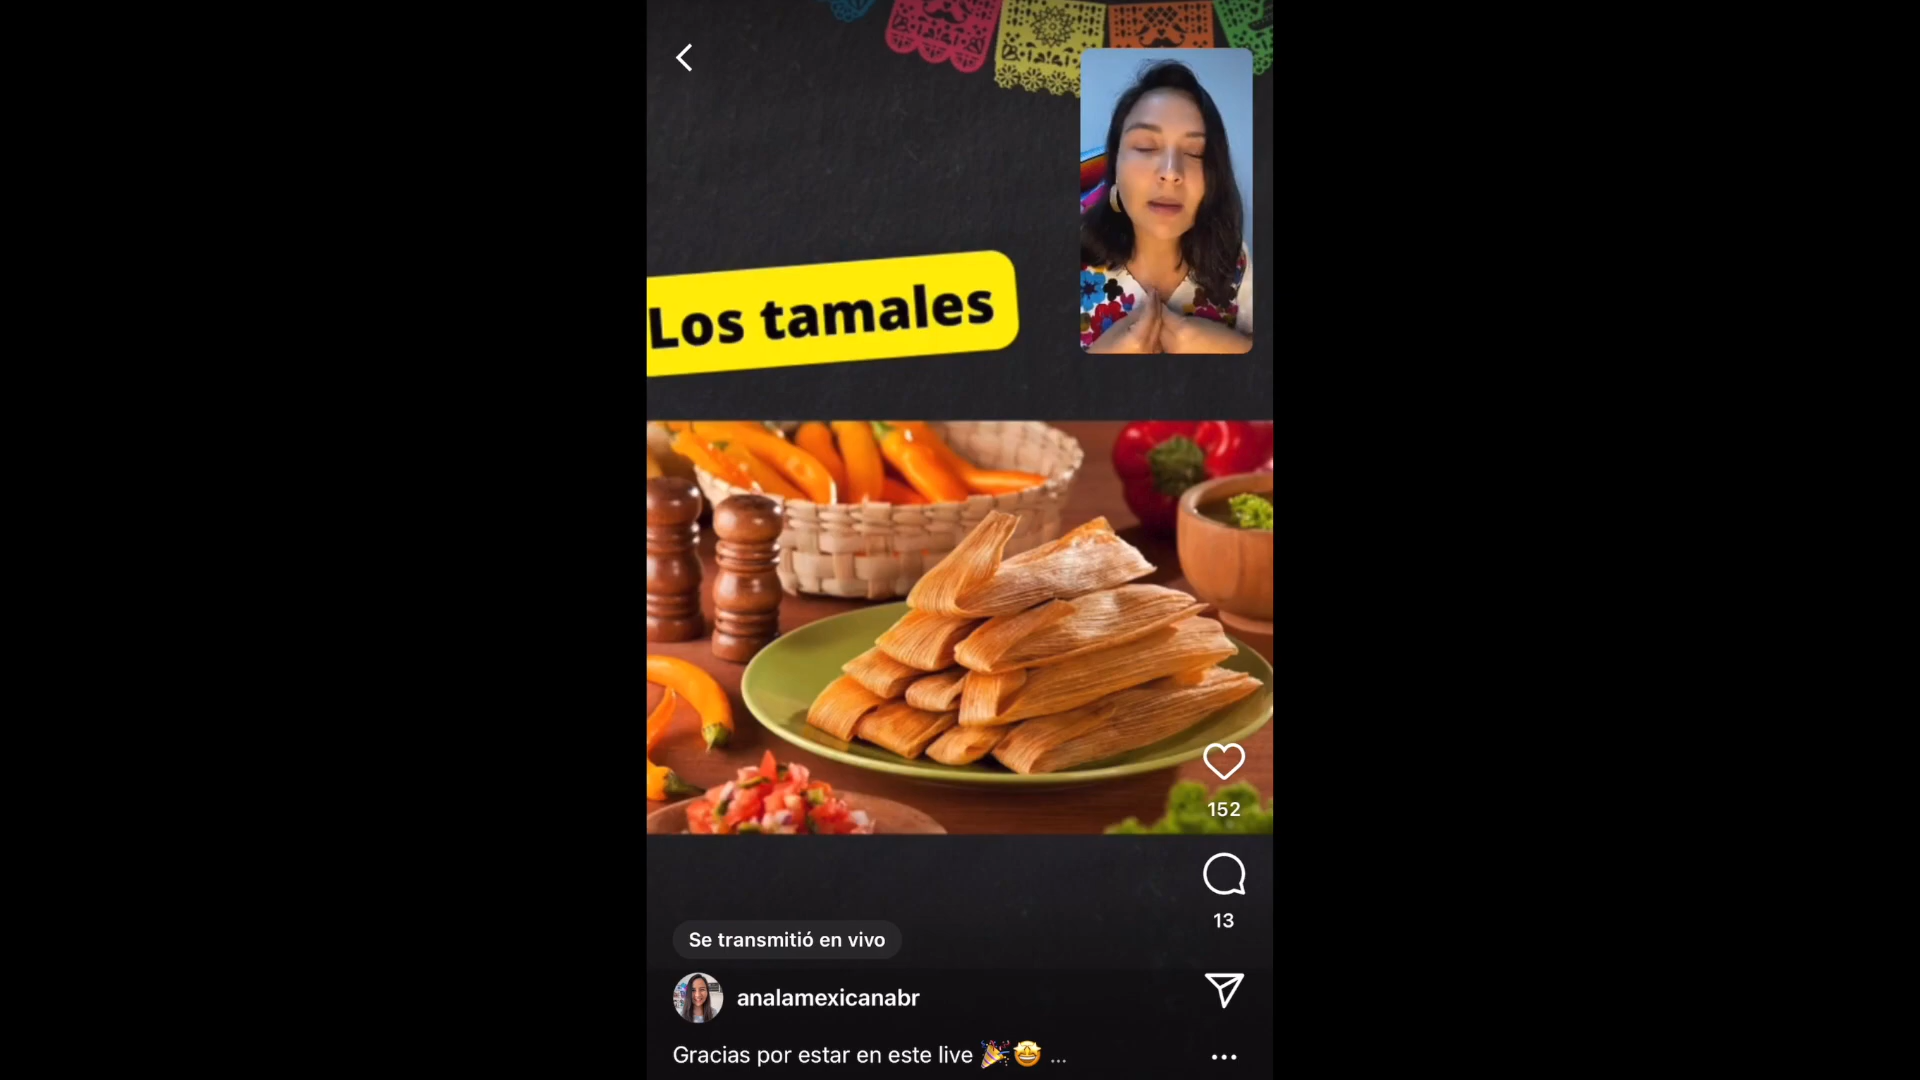 Los tamales
152
13
Se transmitió en vivo
analamexicanabr
Gracias por estar en este live 🎉🤩 ...